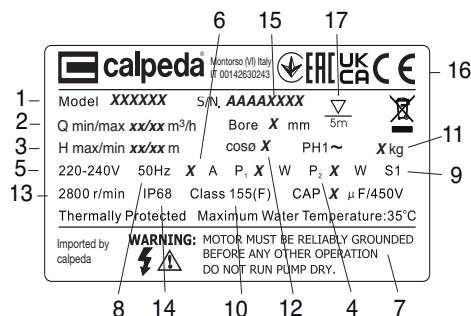 6 15 17
calpeda Montorso (VI) Italy IT 00142630243 EAC UK CA CE 16
1 Model XXXXXX S/N. AAAAXXXX
2 Q min/max xx/xx m³/h Bore X mm 5m
3 H max/min xx/xx m cosø X PH1~ X kg 11
5 220-240V 50Hz X A P₁ X W P₂ X W S1 9
13 2800 r/min IP68 Class 155(F) CAP X µF/450V
Thermally Protected Maximum Water Temperature:35°C
Imported by calpeda
WARNING: MOTOR MUST BE RELIABLY GROUNDED
BEFORE ANY OTHER OPERATION
DO NOT RUN PUMP DRY.
8 14 10 12 4 7